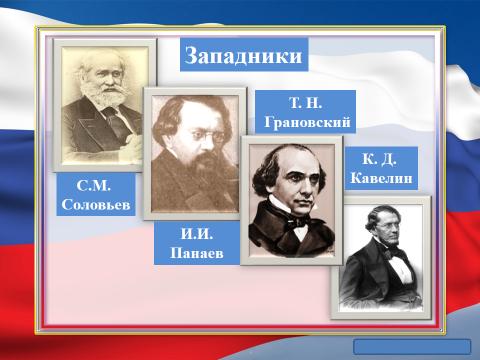 Западники
Т. Н.
Грановский
К. Д.
Кавелин
С.М.
Соловьев
И.И.
Панаев